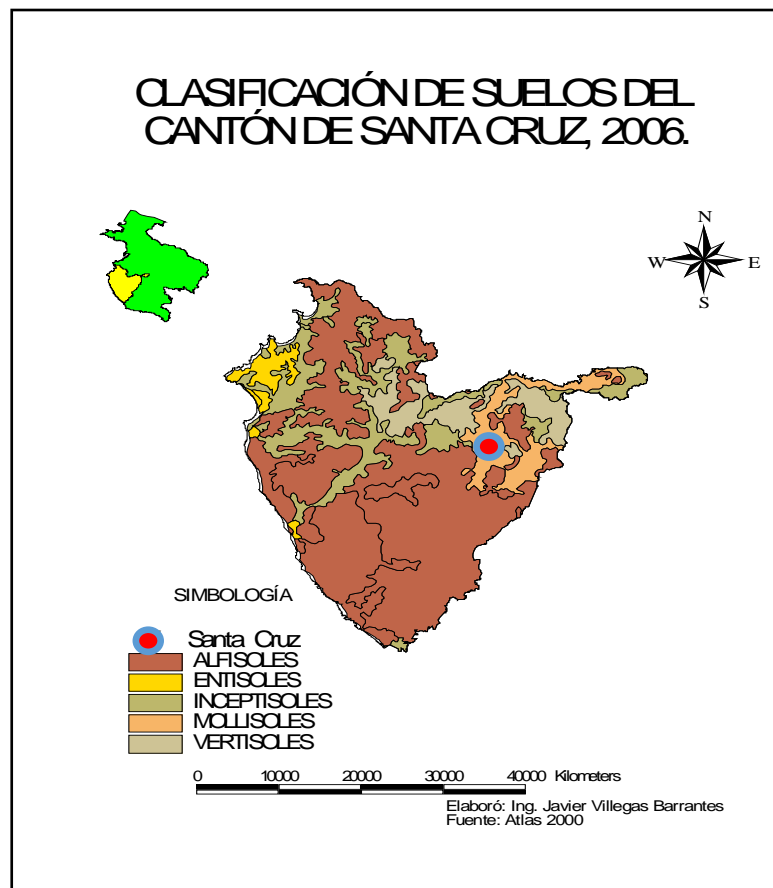 CLASIFICACIÓN DE SUELOS DEL
CANTÓN DE SANTA CRUZ, 2006.
N
W
E
S
SIMBOLOGÍA
Santa Cruz
ALFISOLES
ENTISOLES
INCEPTISOLES
MOLLISOLES
VERTISOLES
0 10000 20000 30000 40000 Kilometers
Elaboró: Ing. Javier Villegas Barrantes
Fuente: Atlas 2000